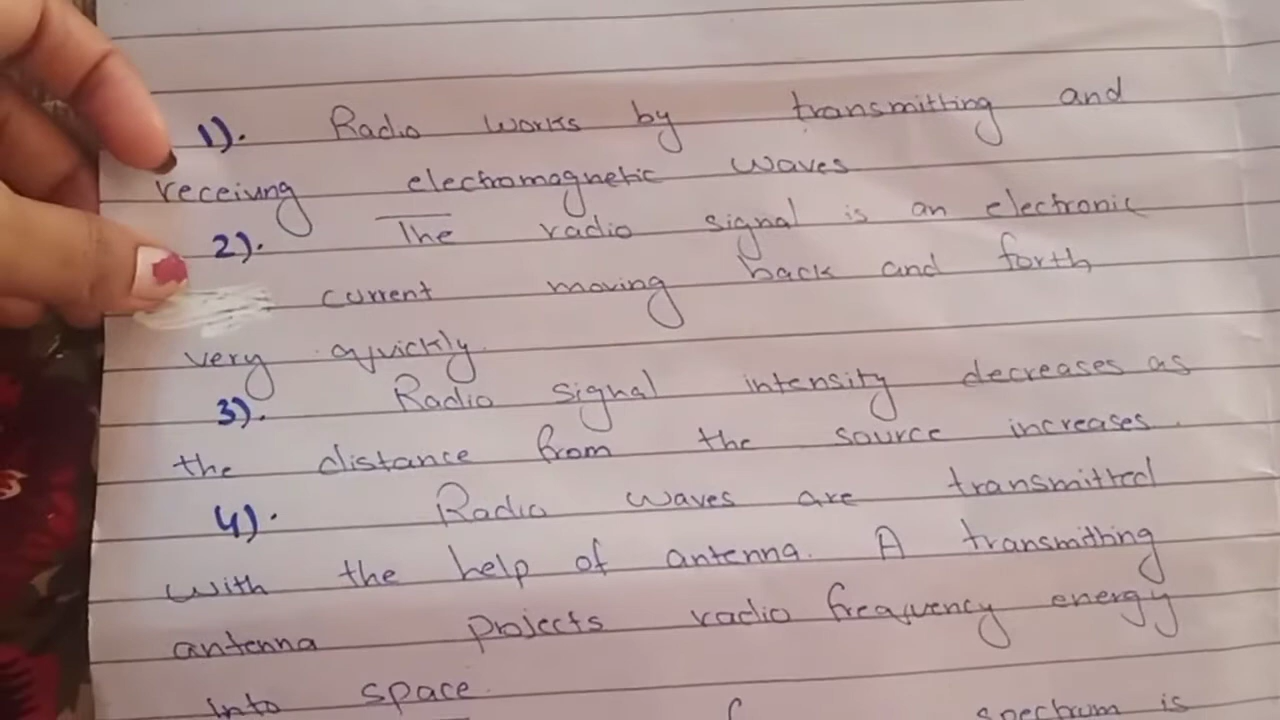 1). Radio works by transmitting and
receiving electromagnetic waves
2). The radio signal is an electronic
current moving back and forth
very quickly.
3). Radio signal intensity decreases as
the distance from the source increases.
4). Radio waves are transmitted
with the help of antenna. A transmitting
antenna projects radio frequency energy
into space.
spectrum is